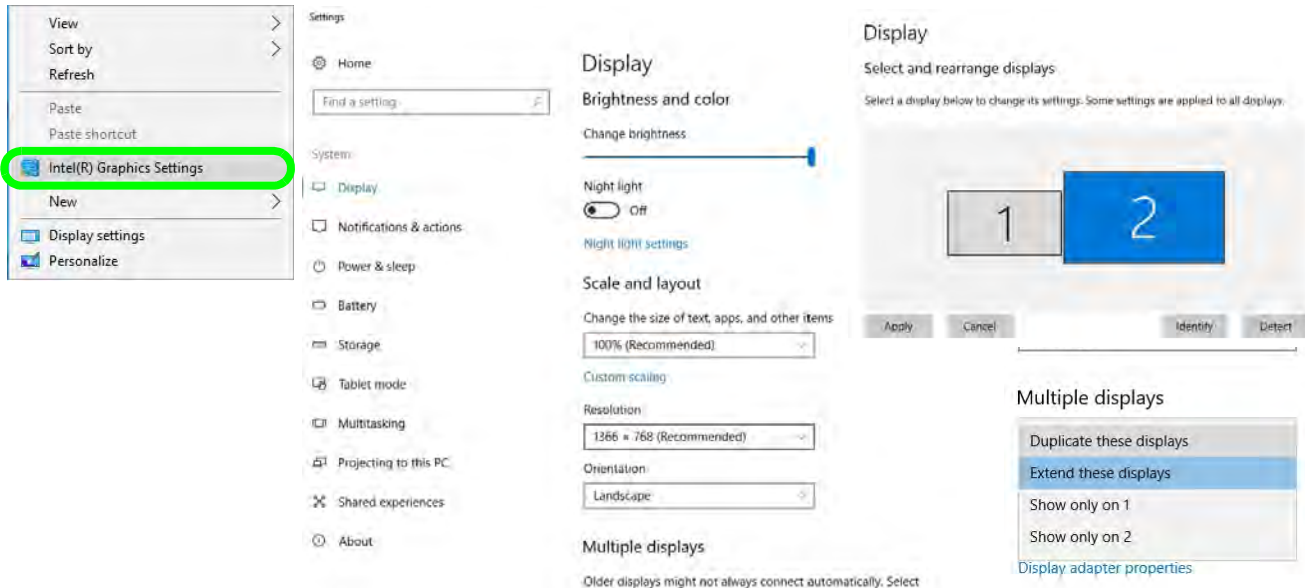 View
Sort by
Refresh
Paste
Paste shortcut
Intel(R) Graphics Settings
New
Display settings
Personalize
Settings
Home
Find a setting
System
Display
Notifications & actions
Power & sleep
Battery
Storage
Tablet mode
Multitasking
Projecting to this PC
Shared experiences
About
Display
Brightness and color
Change brightness
Night light
Off
Night light settings
Scale and layout
Change the size of text, apps, and other items
100% (Recommended)
Custom scaling
Resolution
1366 × 768 (Recommended)
Orientation
Landscape
Multiple displays
Older displays might not always connect automatically. Select
Display
Select and rearrange displays
Select a display below to change its settings. Some settings are applied to all displays.
1
2
Apply Cancel Identify Detect
Multiple displays
Duplicate these displays
Extend these displays
Show only on 1
Show only on 2
Display adapter properties